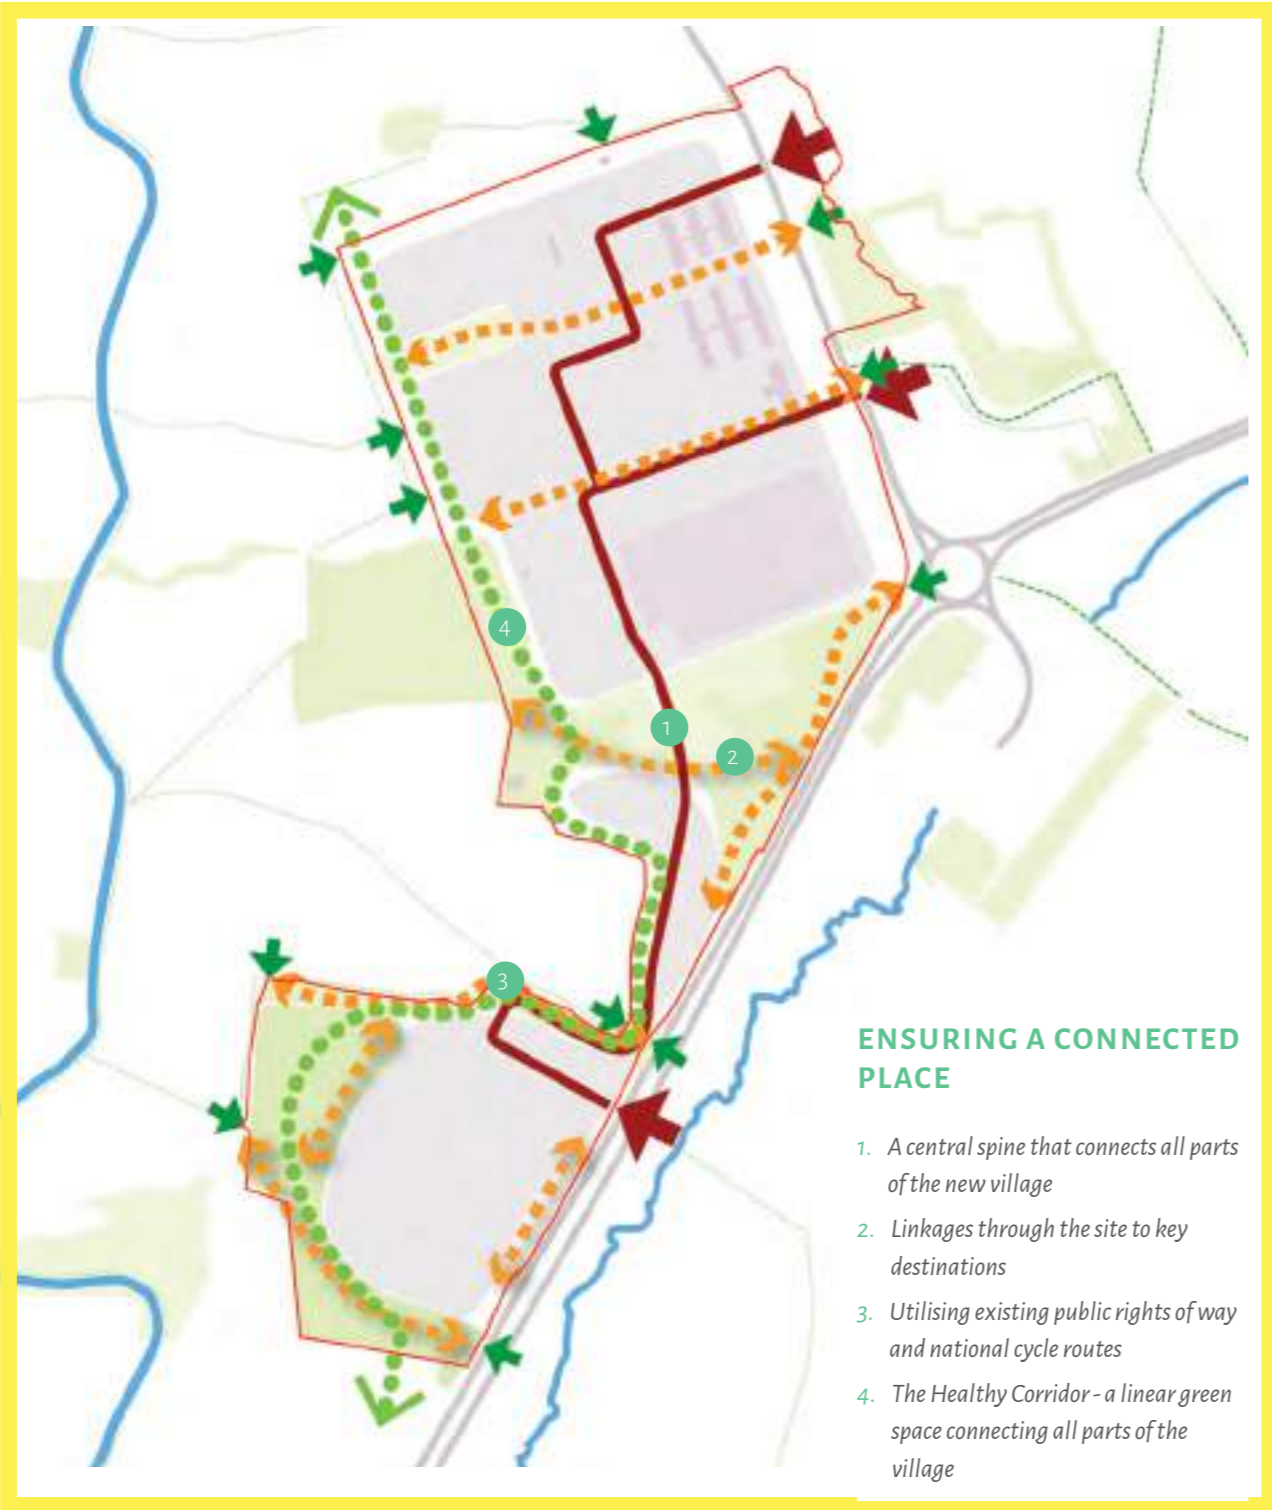 4
1
2
3
ENSURING A CONNECTED
PLACE
1. A central spine that connects all parts
of the new village
2. Linkages through the site to key
destinations
3. Utilising existing public rights of way
and national cycle routes
4. The Healthy Corridor - a linear green
space connecting all parts of the
village